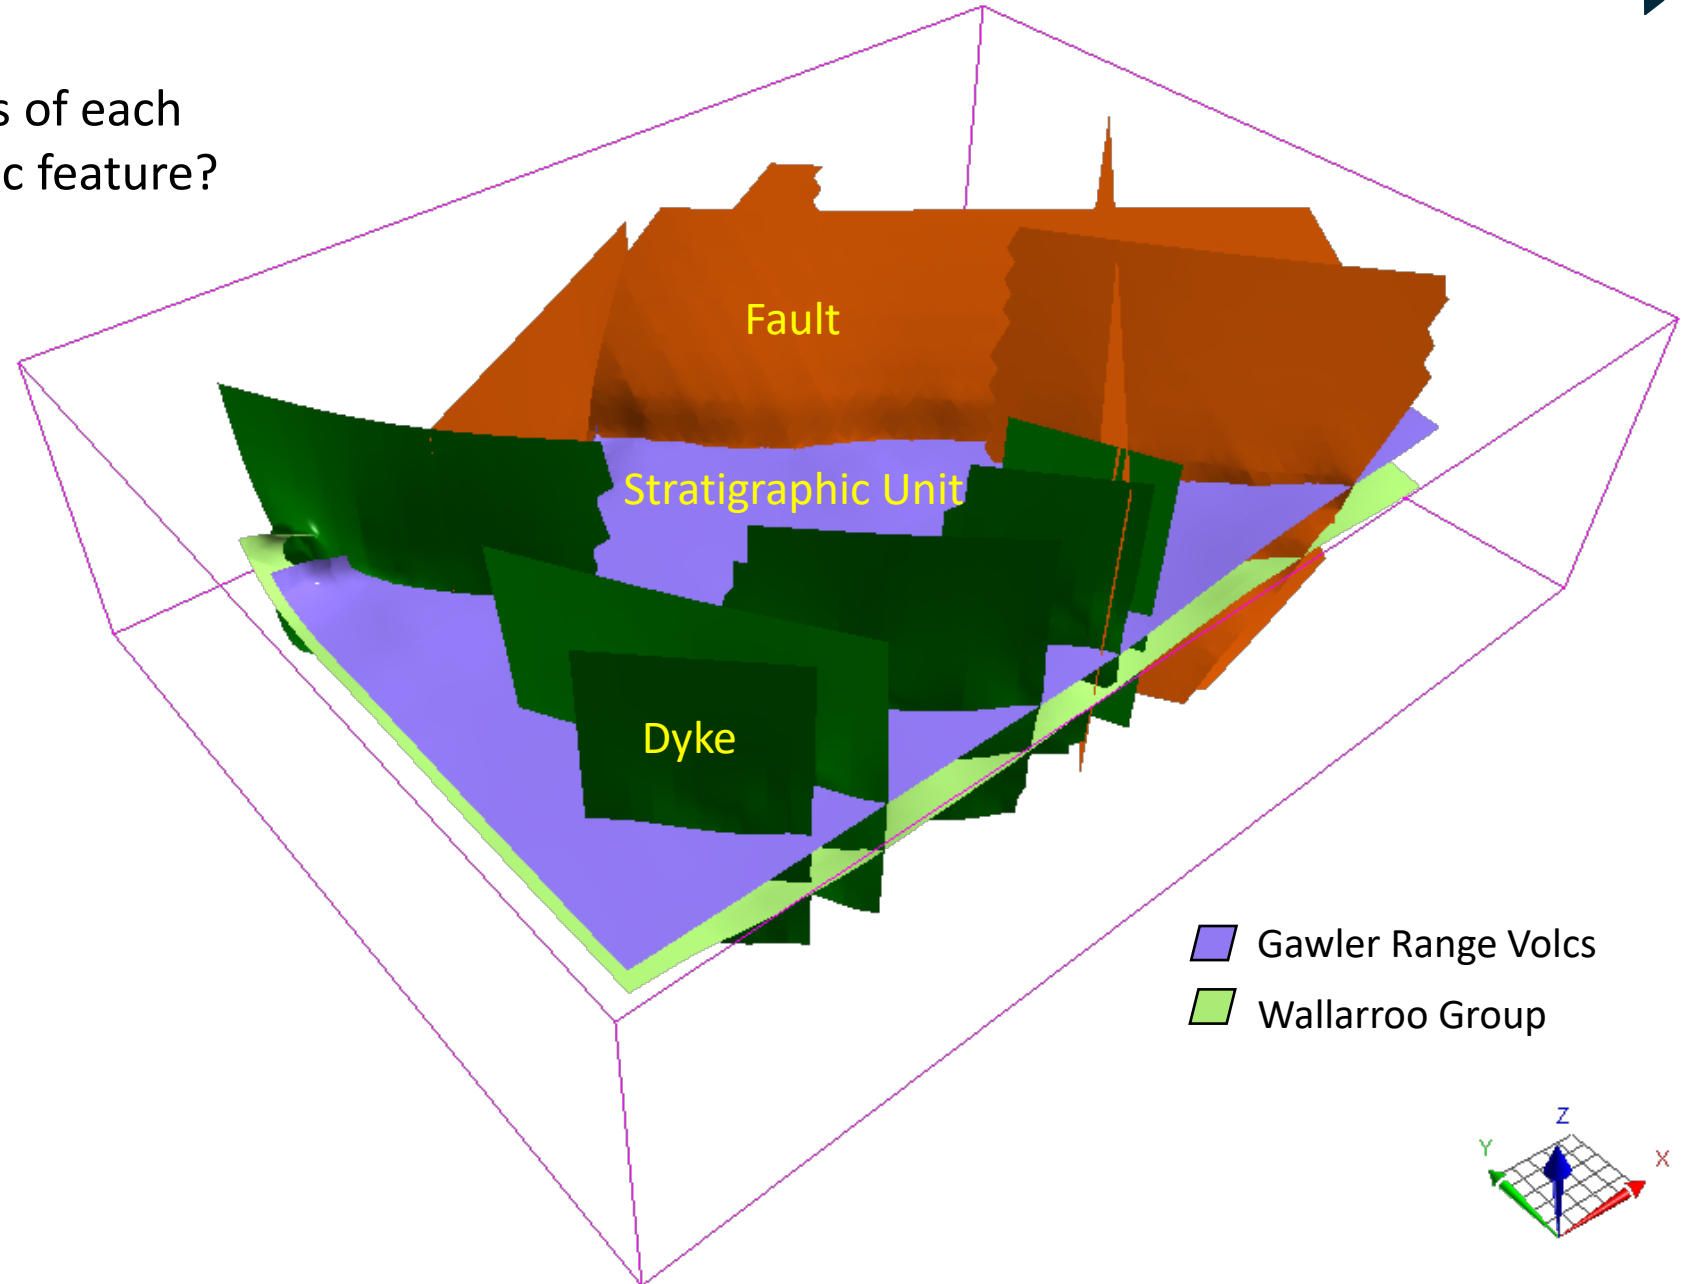 s of each
c feature?
Fault
Stratigraphic Unit
Dyke
Gawler Range Volcs
Wallarroo Group
Z
Y
X